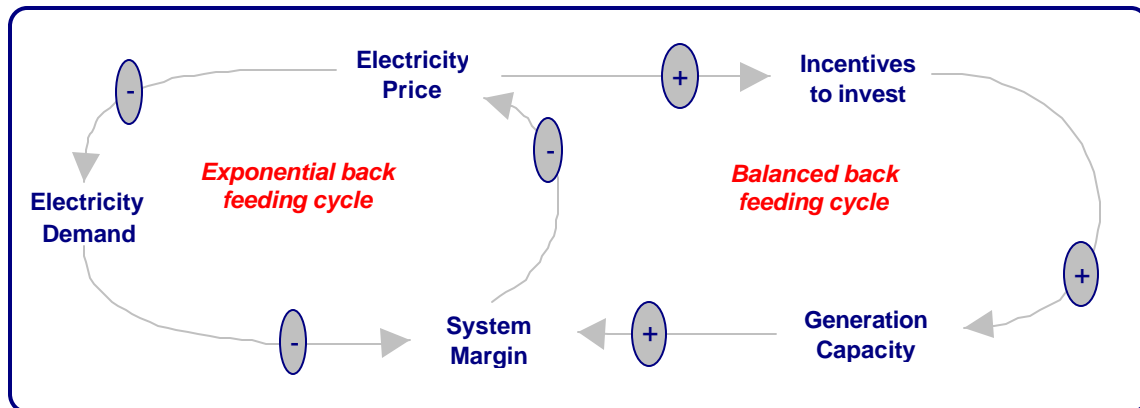 Electricity
Price
+
Incentives
to invest
-
-
Exponential back
feeding cycle
Balanced back
feeding cycle
Electricity
Demand
+
-
System
Margin
+
Generation
Capacity